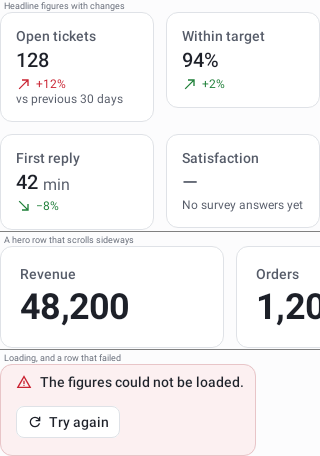 Headline figures with changes
Open tickets
128
+12%
vs previous 30 days
Within target
94%
+2%
First reply
42 min
−8%
Satisfaction
—
No survey answers yet
A hero row that scrolls sideways
Revenue
48,200
Orders
1,20
Loading, and a row that failed
The figures could not be loaded.
Try again